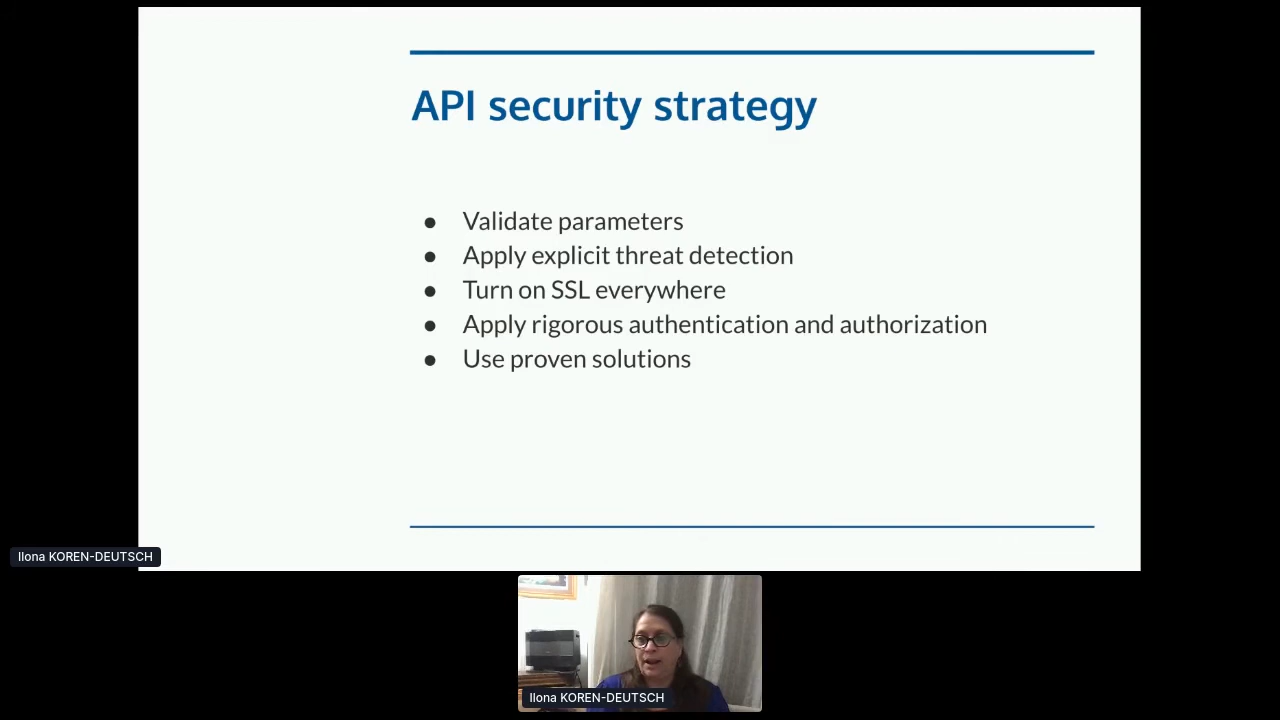 API security strategy
● Validate parameters
● Apply explicit threat detection
● Turn on SSL everywhere
● Apply rigorous authentication and authorization
● Use proven solutions
Ilona KOREN-DEUTSCH
Ilona KOREN-DEUTSCH